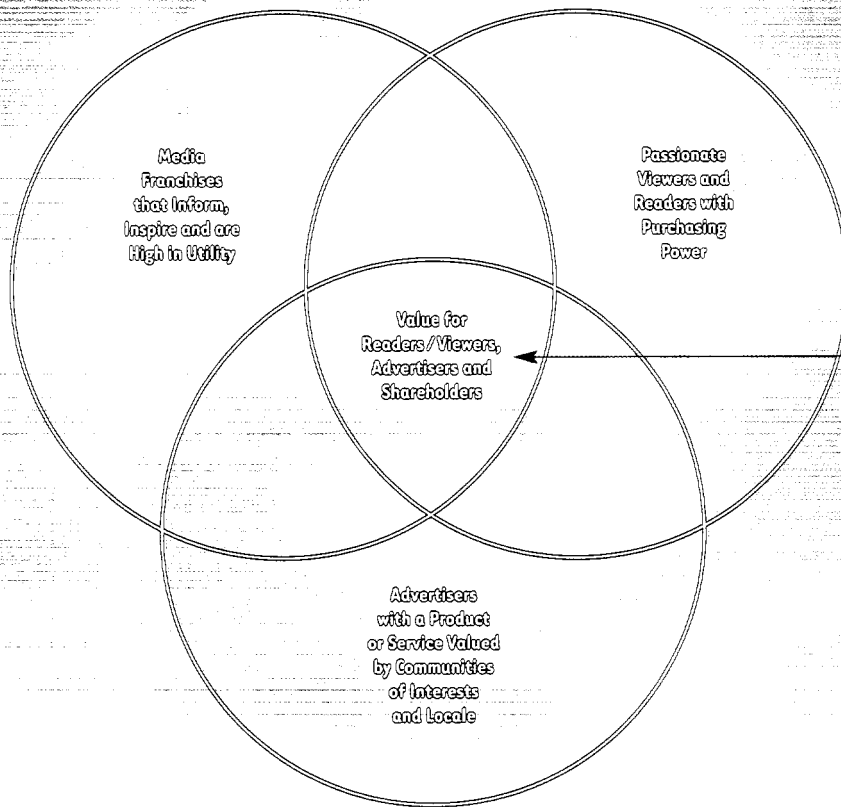 Media
Franchises
that Inform,
Inspire and are
High in Utility
Passionate
Viewers and
Readers with
Purchasing
Power
Value for
Readers/Viewers,
Advertisers and
Shareholders
Advertisers
with a Product
or Service Valued
by Communities
of Interests
and Locale